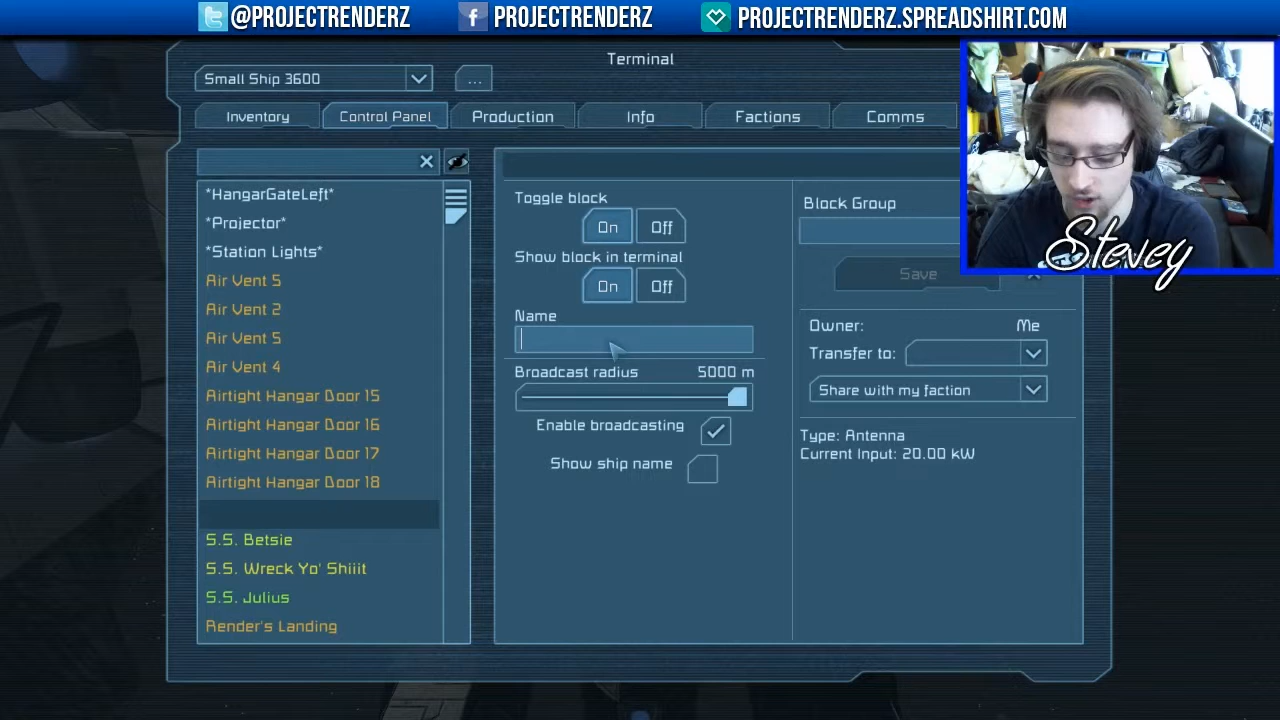 @PROJECTRENDERZ PROJECTRENDERZ PROJECTRENDERZ.SPREADSHIRT.COM
Terminal
Small Ship 3600
...
Inventory Control Panel Production Info Factions Comms
*HangarGateLeft*
*Projector*
*Station Lights*
Air Vent 5
Air Vent 2
Air Vent 5
Air Vent 4
Airtight Hangar Door 15
Airtight Hangar Door 16
Airtight Hangar Door 17
Airtight Hangar Door 18
S.S. Betsie
S.S. Wreck Yo' Shiiit
S.S. Julius
Render's Landing
Toggle block
On Off
Show block in terminal
On Off
Name
Broadcast radius 5000 m
Enable broadcasting
Show ship name
Block Group
Save
Owner: Me
Transfer to:
Share with my faction
Type: Antenna
Current Input: 20.00 kW
Stevey